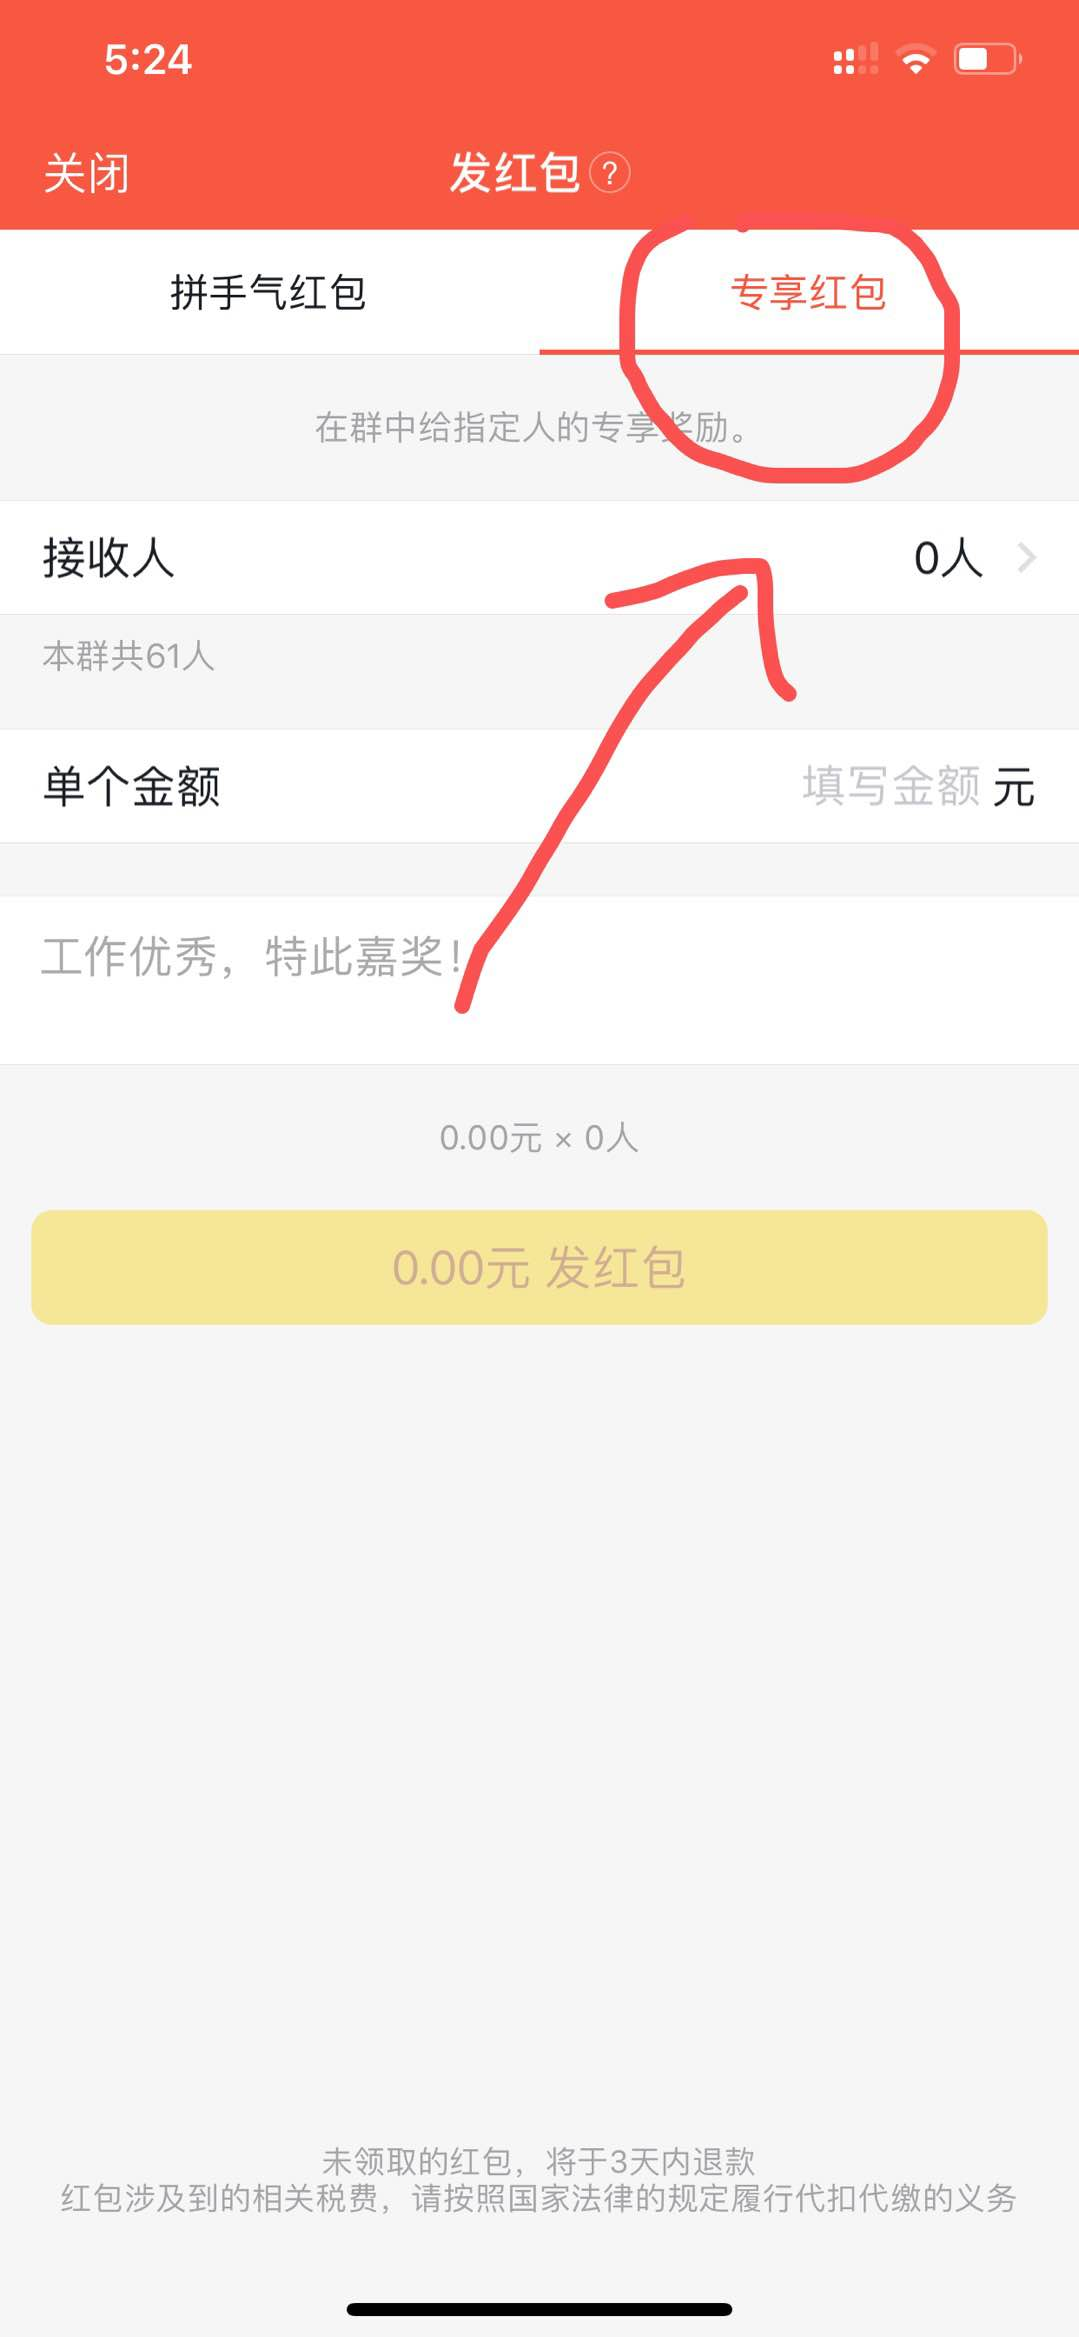 5:24
关闭 发红包 ?
拼手气红包 专享红包
在群中给指定人的专享奖励。
接收人 0人
本群共61人
单个金额 填写金额 元
工作优秀，特此嘉奖！
0.00元 × 0人
0.00元 发红包
未领取的红包，将于3天内退款
红包涉及到的相关税费，请按照国家法律的规定履行代扣代缴的义务